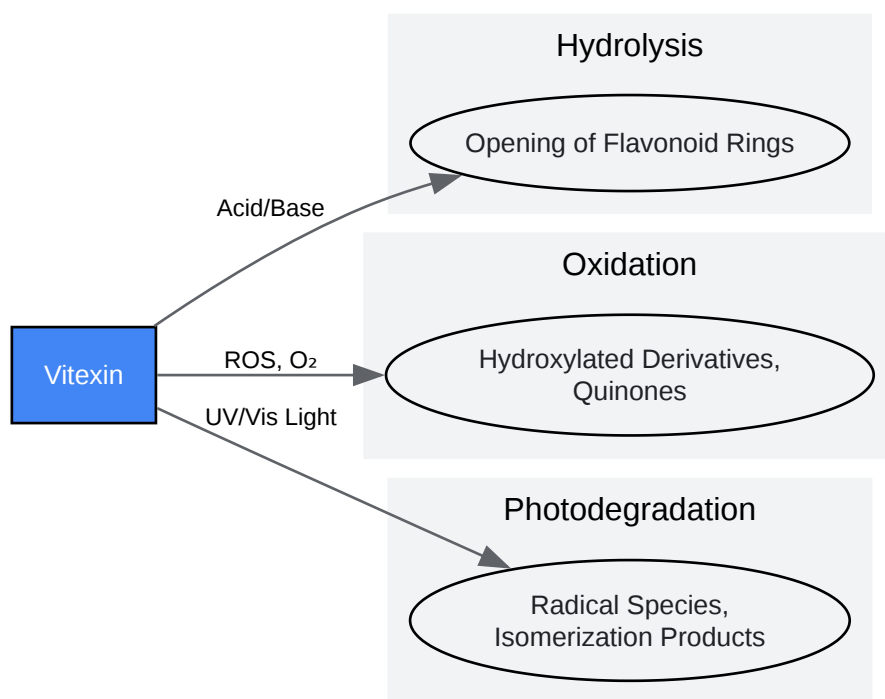 Hydrolysis
Opening of Flavonoid Rings
Acid/Base
Oxidation
Vitexin
ROS, O₂
Hydroxylated Derivatives,
Quinones
UV/Vis Light
Photodegradation
Radical Species,
Isomerization Products